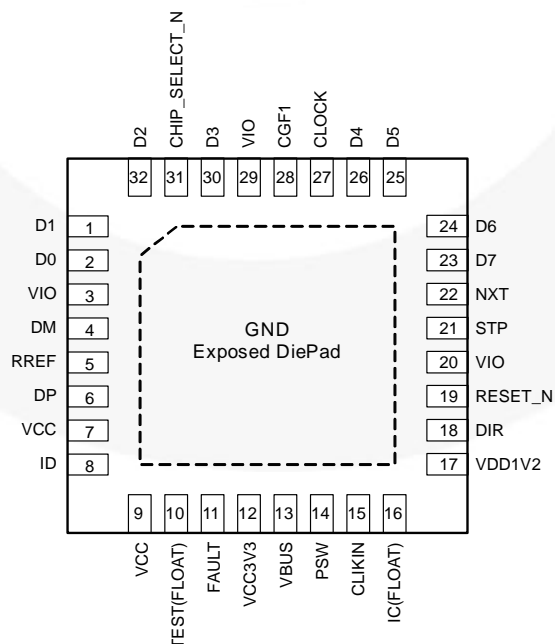 D2
CHIP_SELECT_N
D3
VIO
CGF1
CLOCK
D4
D5
32
31
30
29
28
27
26
25
D1 1
D0 2
VIO 3
DM 4
RREF 5
DP 6
VCC 7
ID 8
GND
Exposed DiePad
24 D6
23 D7
22 NXT
21 STP
20 VIO
19 RESET_N
18 DIR
17 VDD1V2
9
10
11
12
13
14
15
16
VCC
TEST(FLOAT)
FAULT
VCC3V3
VBUS
PSW
CLIKIN
IC(FLOAT)